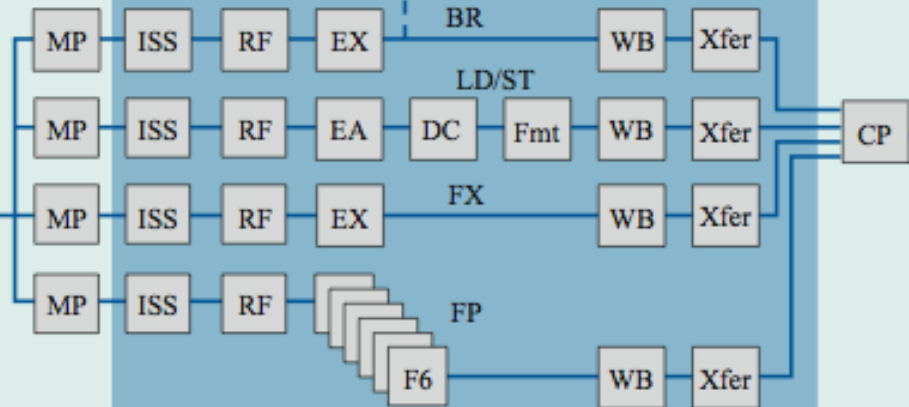 BR
MP ISS RF EX WB Xfer
LD/ST
MP ISS RF EA DC Fmt WB Xfer
CP
FX
MP ISS RF EX WB Xfer
MP ISS RF FP
F6 WB Xfer